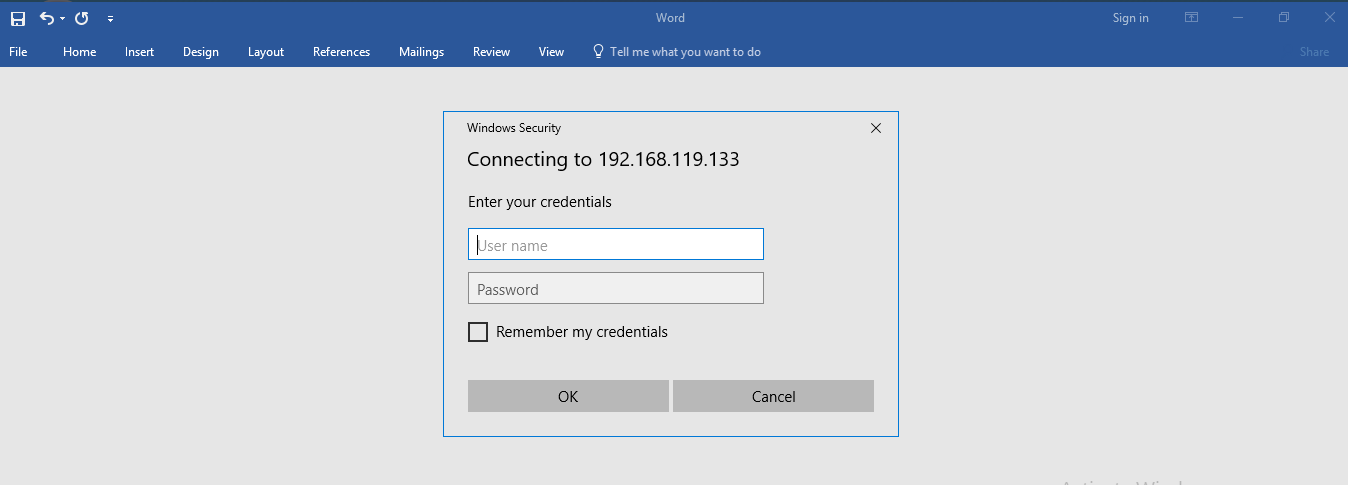 Word
Sign in
File Home Insert Design Layout References Mailings Review View Tell me what you want to do Share
Windows Security
Connecting to 192.168.119.133
Enter your credentials
User name
Password
Remember my credentials
OK Cancel